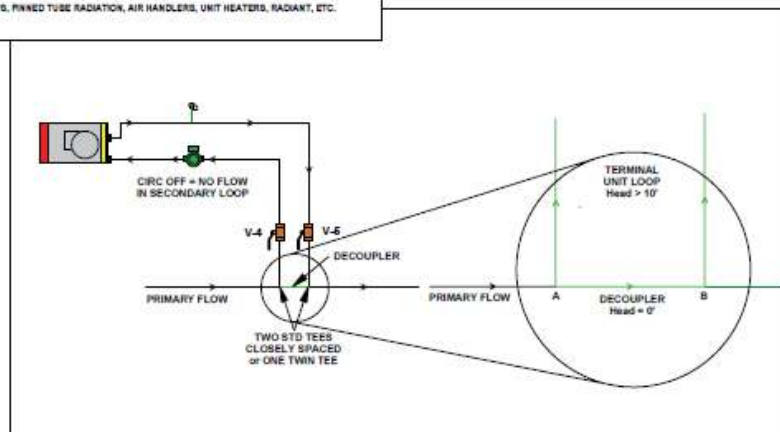 S, PINNED TUBE RADIATION, AIR HANDLERS, UNIT HEATERS, RADIANT, ETC.
CIRC OFF = NO FLOW
IN SECONDARY LOOP
V-4
V-5
DECOUPLER
PRIMARY FLOW
TWO STD TEES
CLOSELY SPACED
or ONE TWIN TEE
TERMINAL
UNIT LOOP
Head > 10'
PRIMARY FLOW
A
DECOUPLER
Head = 0'
B